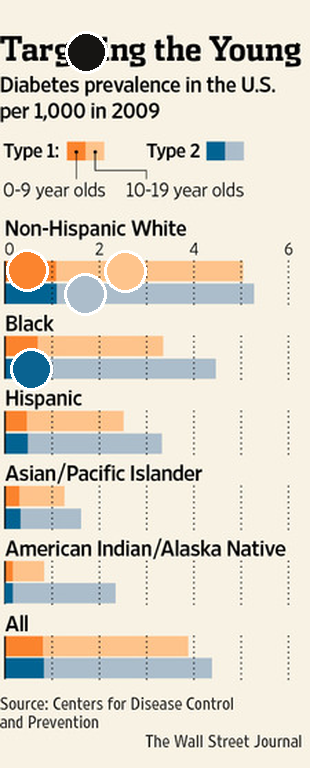 the Young
Diabetes prevalence in the U.S.
per 1,000 in 2009
Type 1: Type 2
0-9 year olds 10-19 year olds
Non-Hispanic White
0 2 4 6
Black
Hispanic
Asian/Pacific Islander
American Indian/Alaska Native
All
Source: Centers for Disease Control
and Prevention
The Wall Street Journal